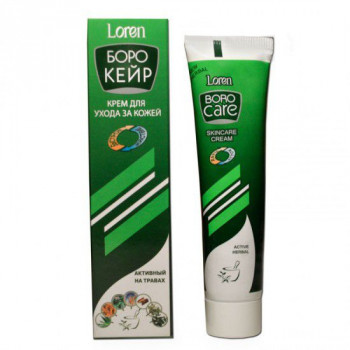 Loren
БОРО
КЕЙР
КРЕМ ДЛЯ
УХОДА ЗА КОЖЕЙ
АКТИВНЫЙ
НА ТРАВАХ
Loren
BORO
care
SKINCARE
CREAM
ACTIVE
HERBAL